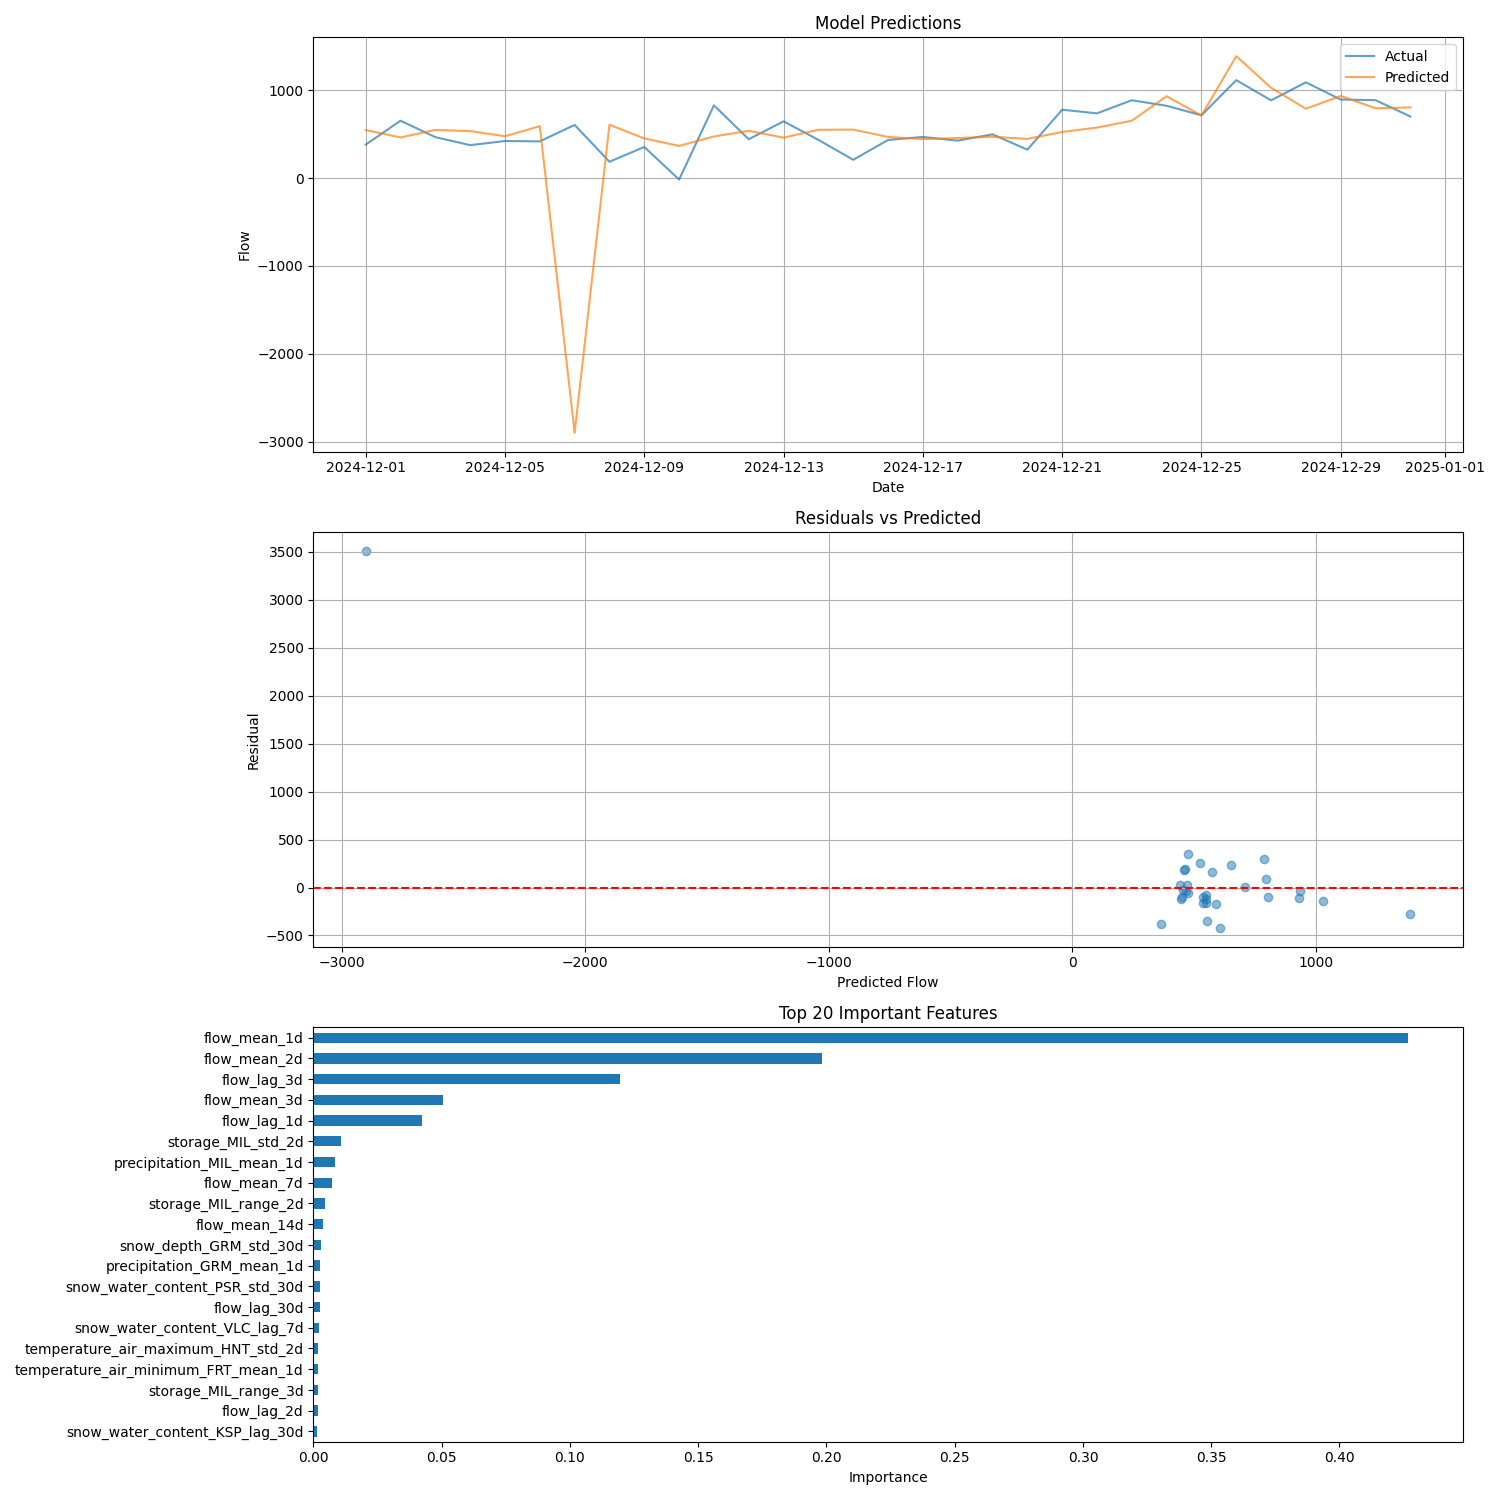 Model Predictions
Actual
Predicted
1000
0
−1000
−2000
−3000
Flow
2024-12-01 2024-12-05 2024-12-09 2024-12-13 2024-12-17 2024-12-21 2024-12-25 2024-12-29 2025-01-01
Date
Residuals vs Predicted
3500
3000
2500
2000
1500
1000
500
0
−500
Residual
−3000 −2000 −1000 0 1000
Predicted Flow
Top 20 Important Features
flow_mean_1d
flow_mean_2d
flow_lag_3d
flow_mean_3d
flow_lag_1d
storage_MIL_std_2d
precipitation_MIL_mean_1d
flow_mean_7d
storage_MIL_range_2d
flow_mean_14d
snow_depth_GRM_std_30d
precipitation_GRM_mean_1d
snow_water_content_PSR_std_30d
flow_lag_30d
snow_water_content_VLC_lag_7d
temperature_air_maximum_HNT_std_2d
temperature_air_minimum_FRT_mean_1d
storage_MIL_range_3d
flow_lag_2d
snow_water_content_KSP_lag_30d
0.00 0.05 0.10 0.15 0.20 0.25 0.30 0.35 0.40
Importance